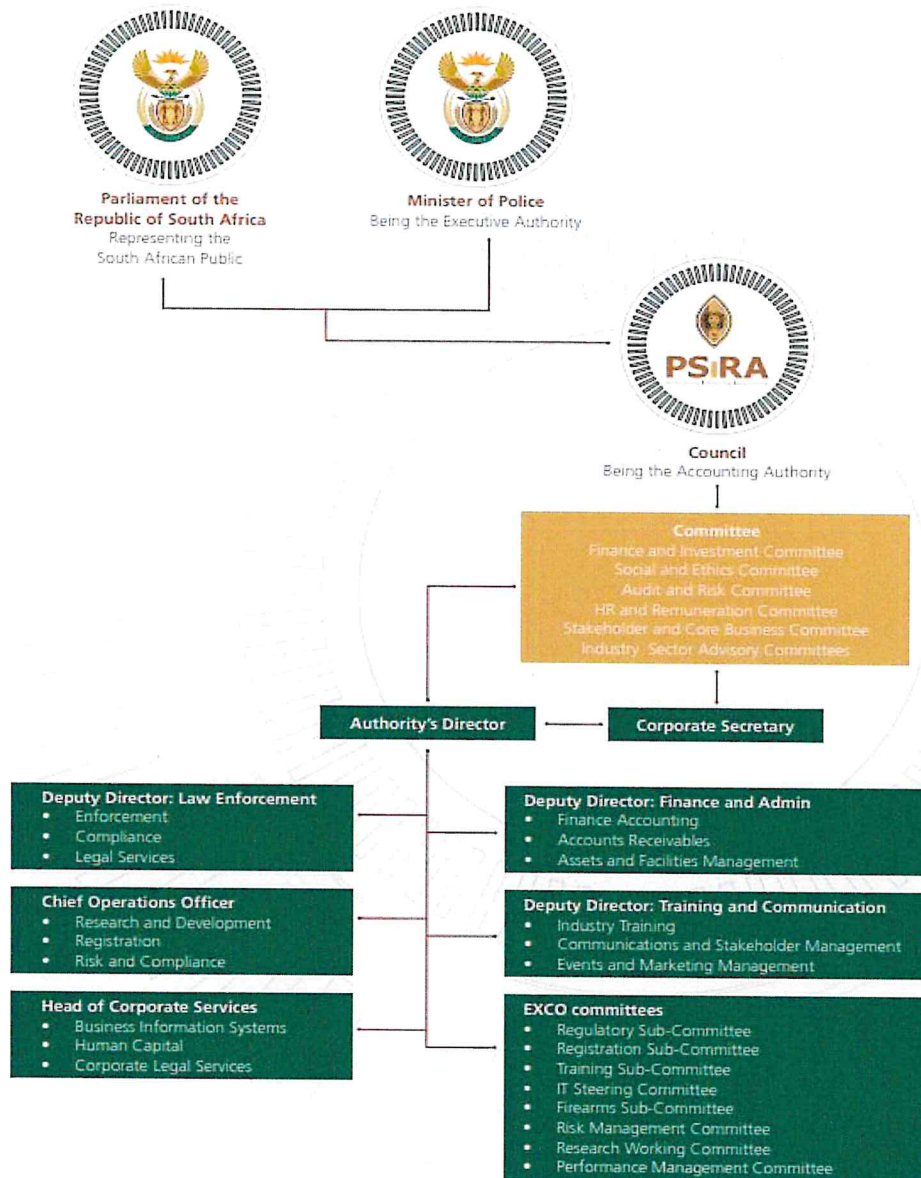 Parliament of the
Republic of South Africa
Representing the
South African Public
Minister of Police
Being the Executive Authority
PSiRA
Council
Being the Accounting Authority
Committee
Finance and Investment Committee
Social and Ethics Committee
Audit and Risk Committee
HR and Remuneration Committee
Stakeholder and Core Business Committee
Industry Sector Advisory Committees
Authority's Director
Corporate Secretary
Deputy Director: Law Enforcement
• Enforcement
• Compliance
• Legal Services
Deputy Director: Finance and Admin
• Finance Accounting
• Accounts Receivables
• Assets and Facilities Management
Chief Operations Officer
• Research and Development
• Registration
• Risk and Compliance
Deputy Director: Training and Communication
• Industry Training
• Communications and Stakeholder Management
• Events and Marketing Management
Head of Corporate Services
• Business Information Systems
• Human Capital
• Corporate Legal Services
EXCO committees
• Regulatory Sub-Committee
• Registration Sub-Committee
• Training Sub-Committee
• IT Steering Committee
• Firearms Sub-Committee
• Risk Management Committee
• Research Working Committee
• Performance Management Committee